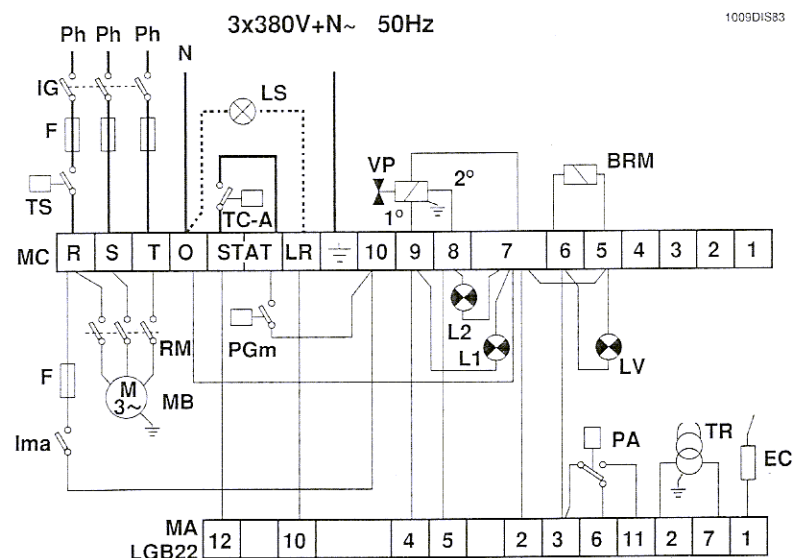 3x380V+N~ 50Hz
1009DIS83
Ph Ph Ph
N
IG
LS
F
VP
2°
BRM
TS
TC-A
1°
MC R S T O STAT LR 10 9 8 7 6 5 4 3 2 1
RM
PGm
L2
L1
LV
F
M
3~
MB
Ima
PA
TR
EC
MA
LGB22
12 10 4 5 2 3 6 11 2 7 1